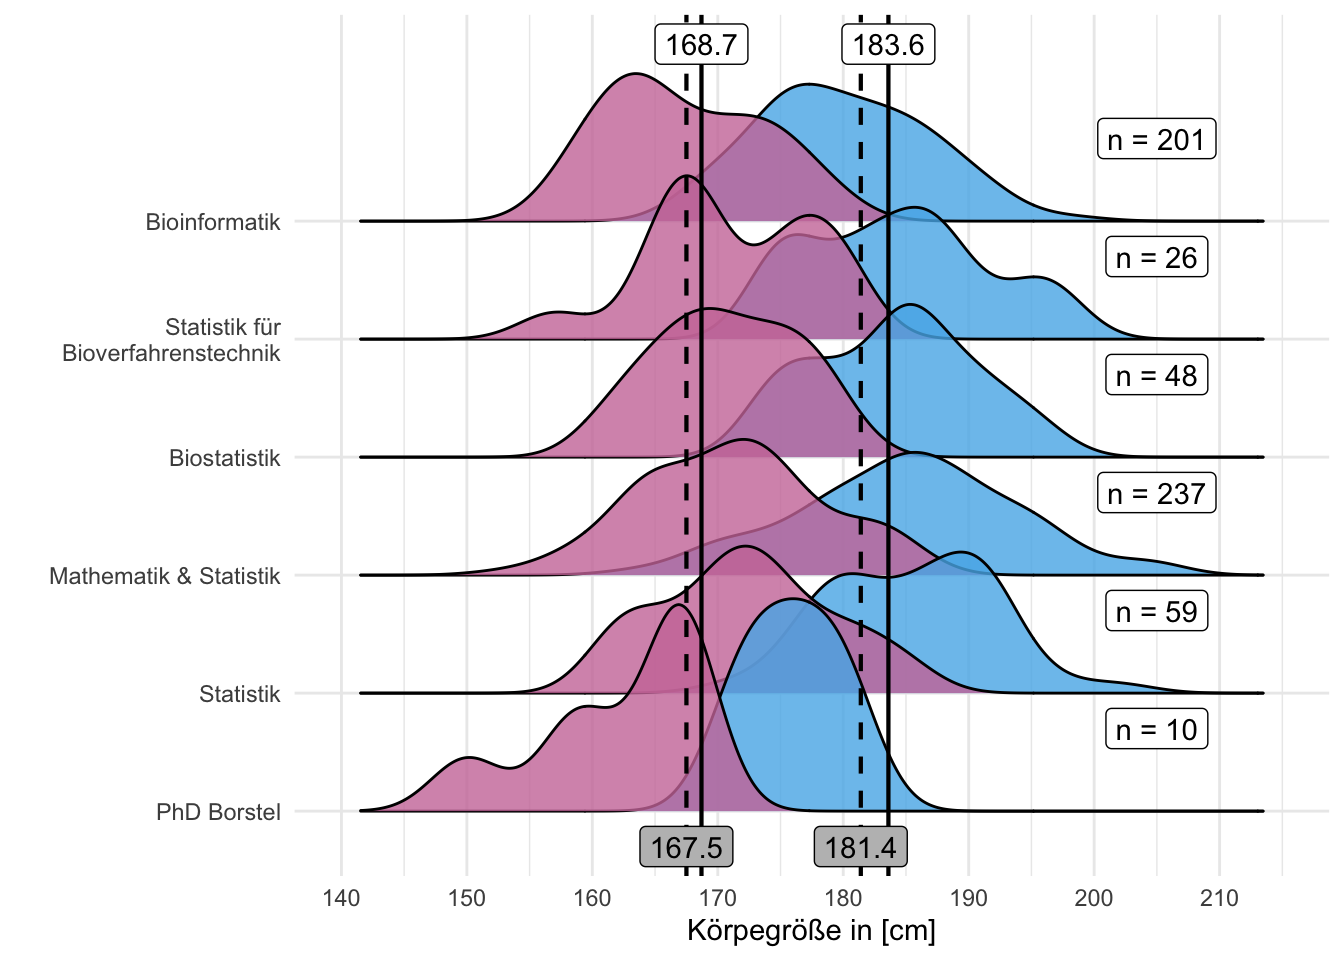 168.7 183.6
n = 201
Bioinformatik
n = 26
Statistik für
Bioverfahrenstechnik
n = 48
Biostatistik
n = 237
Mathematik & Statistik
n = 59
Statistik
n = 10
PhD Borstel
167.5 181.4
140 150 160 170 180 190 200 210
Körpegröße in [cm]